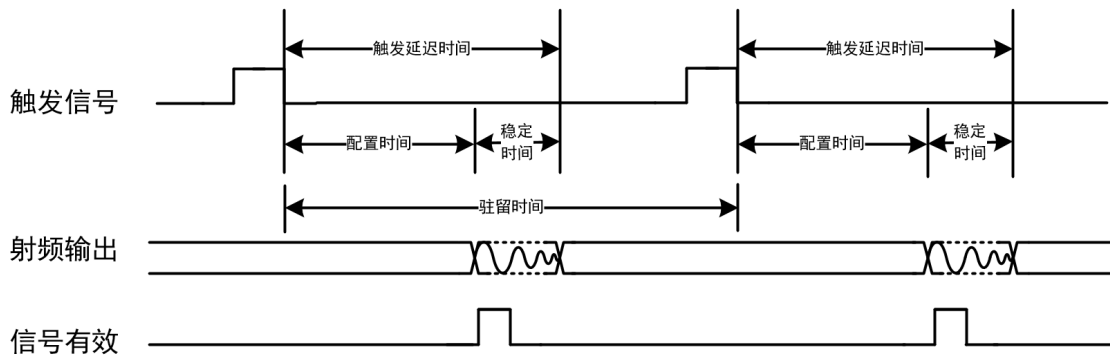 触发延迟时间
触发延迟时间
触发信号
配置时间
稳定
时间
配置时间
稳定
时间
驻留时间
射频输出
信号有效